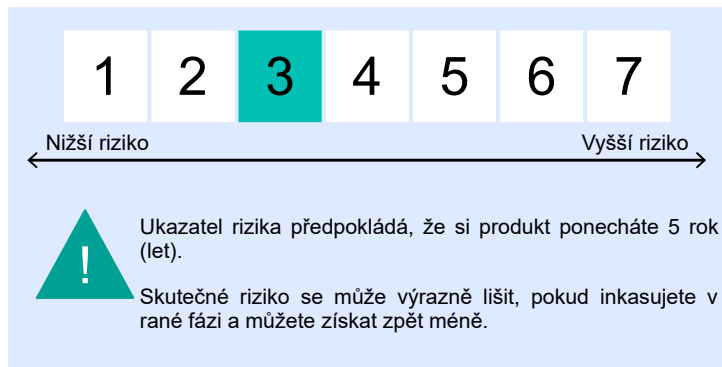 1 2 3 4 5 6 7
Nižší riziko Vyšší riziko
!
Ukazatel rizika předpokládá, že si produkt ponecháte 5 rok
(let).
Skutečné riziko se může výrazně lišit, pokud inkasujete v
rané fázi a můžete získat zpět méně.